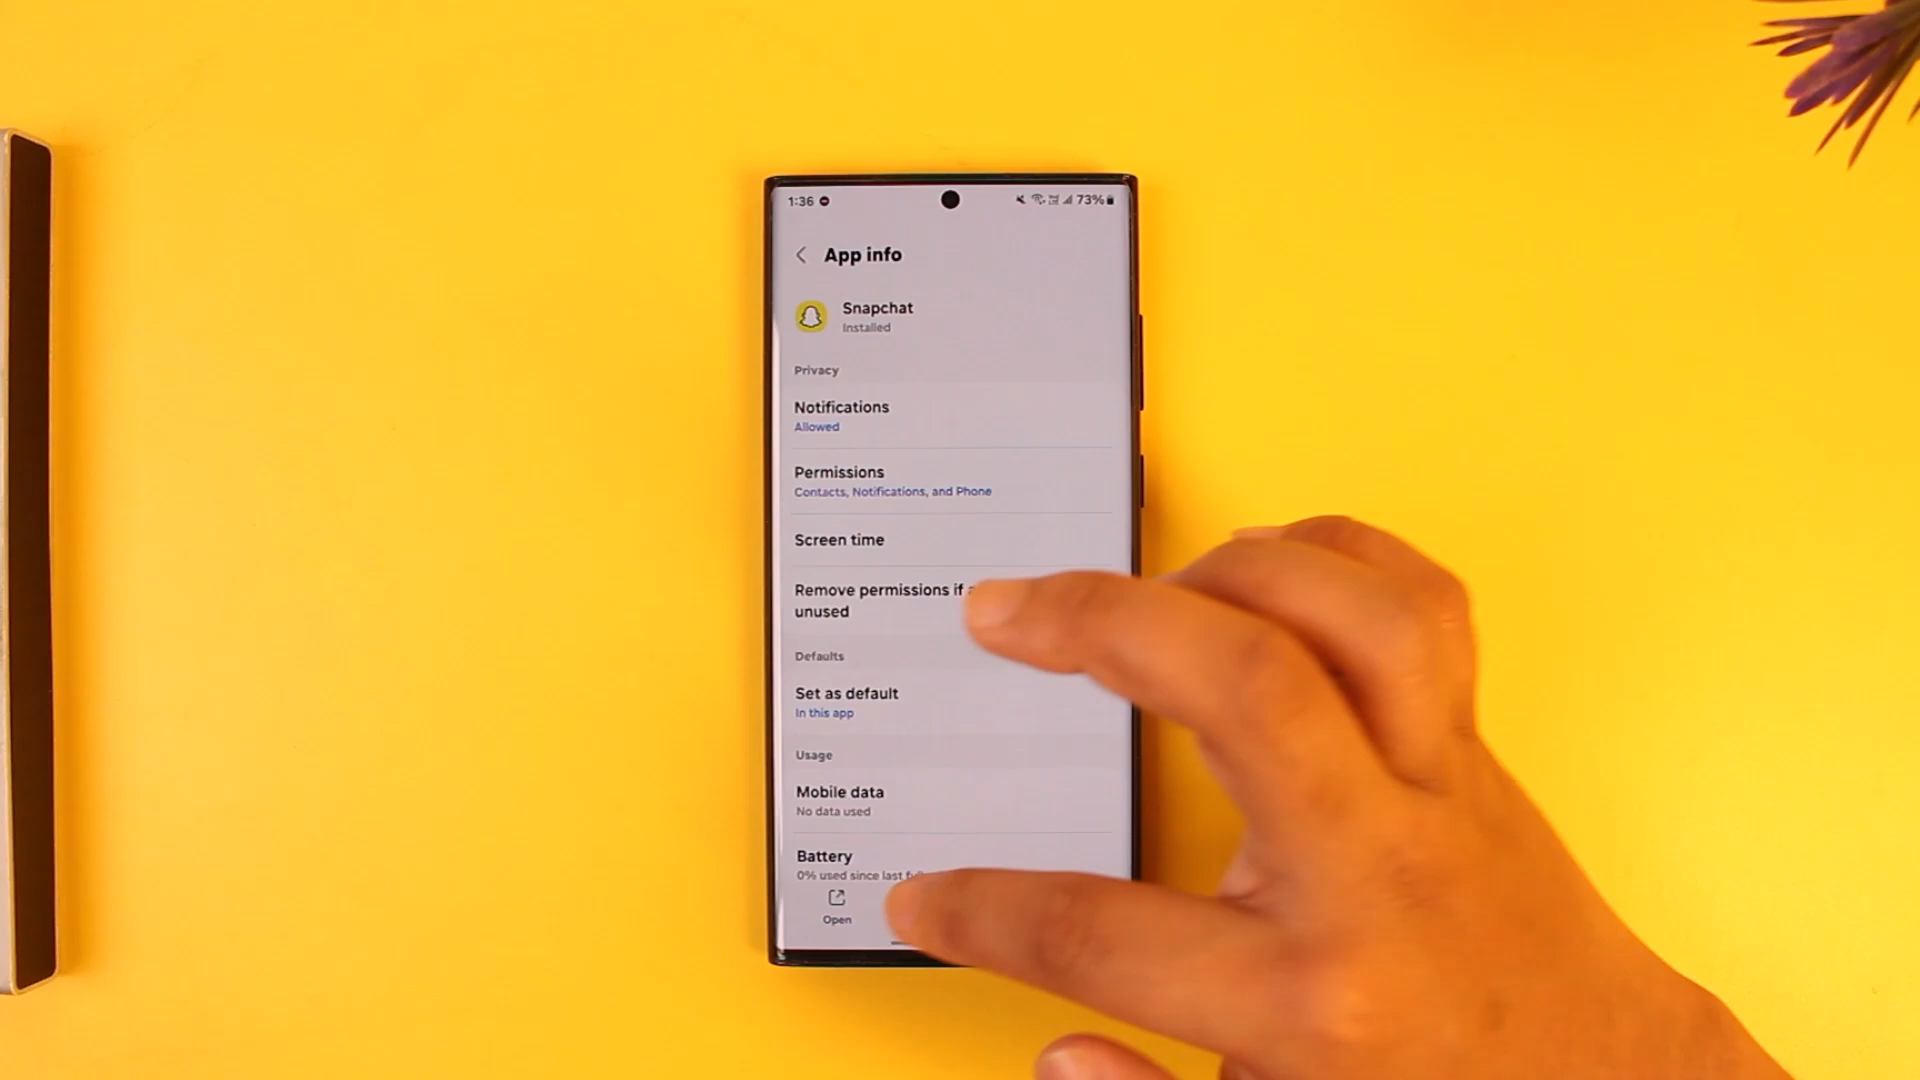 1:36 73%
App info
Snapchat
Installed
Privacy
Notifications
Allowed
Permissions
Contacts, Notifications, and Phone
Screen time
Remove permissions if
unused
Defaults
Set as default
In this app
Usage
Mobile data
No data used
Battery
0% used since last
Open